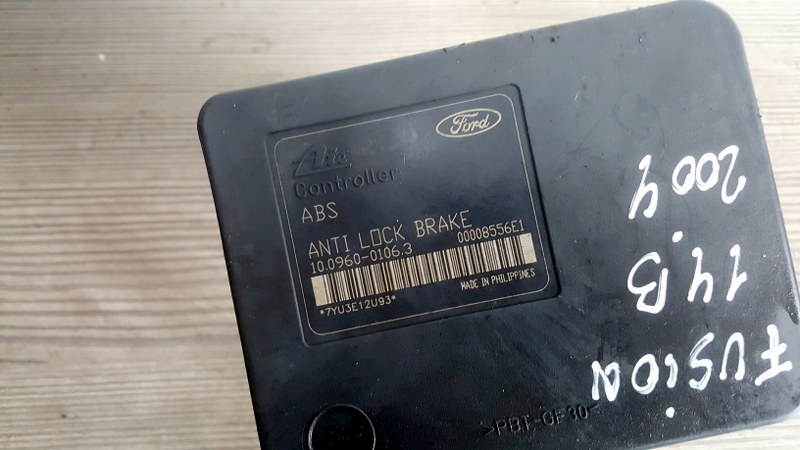 Ford
Ate
Controller
ABS
ANTI LOCK BRAKE
10.0960-0106.3 00008556E1
*7YU3E12U93* MADE IN PHILIPPINES
>PBT-GF30<
FUSION
1.4.B
2004